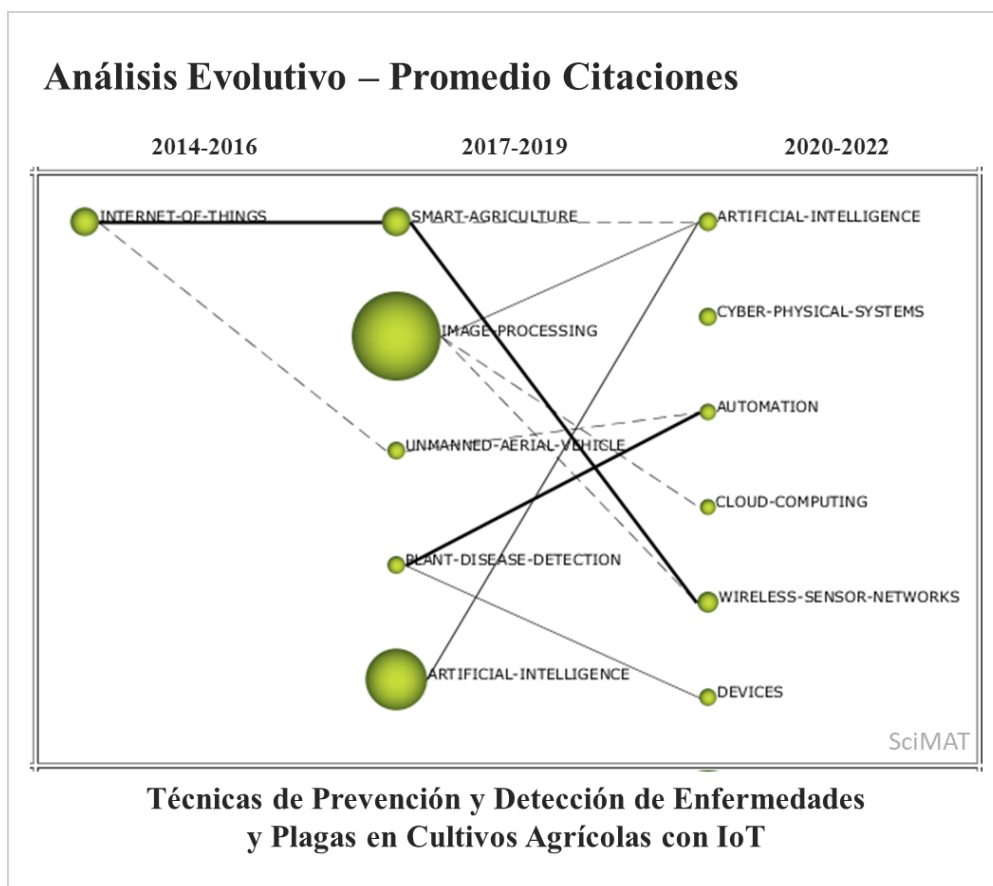 Análisis Evolutivo – Promedio Citaciones
2014-2016 2017-2019 2020-2022
INTERNET-OF-THINGS SMART-AGRICULTURE ARTIFICIAL-INTELLIGENCE
CYBER-PHYSICAL-SYSTEMS
IMAGE-PROCESSING
AUTOMATION
UNMANNED-AERIAL-VEHICLE
CLOUD-COMPUTING
PLANT-DISEASE-DETECTION
WIRELESS-SENSOR-NETWORKS
ARTIFICIAL-INTELLIGENCE
DEVICES
SciMAT
Técnicas de Prevención y Detección de Enfermedades
y Plagas en Cultivos Agrícolas con IoT